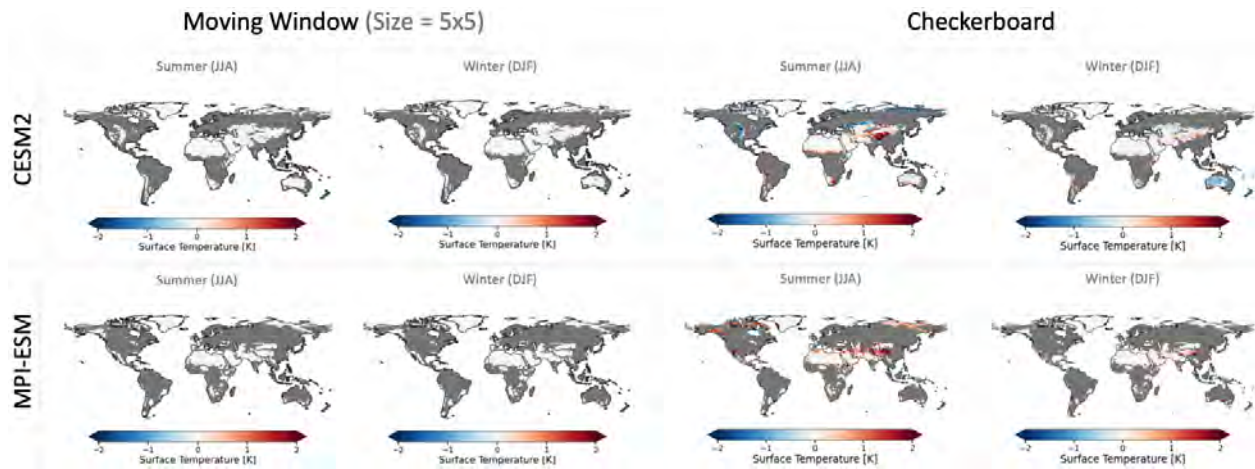 Moving Window (Size = 5x5) Checkerboard
Summer (JJA) Winter (DJF) Summer (JJA) Winter (DJF)
CESM2
−2 −1 0 1 2 −2 −1 0 1 2 −2 −1 0 1 2 −2 −1 0 1 2
Surface Temperature [K] Surface Temperature [K] Surface Temperature [K] Surface Temperature [K]
Summer (JJA) Winter (DJF) Summer (JJA) Winter (DJF)
MPI-ESM
−2 −1 0 1 2 −2 −1 0 1 2 −2 −1 0 1 2 −2 −1 0 1 2
Surface Temperature [K] Surface Temperature [K] Surface Temperature [K] Surface Temperature [K]